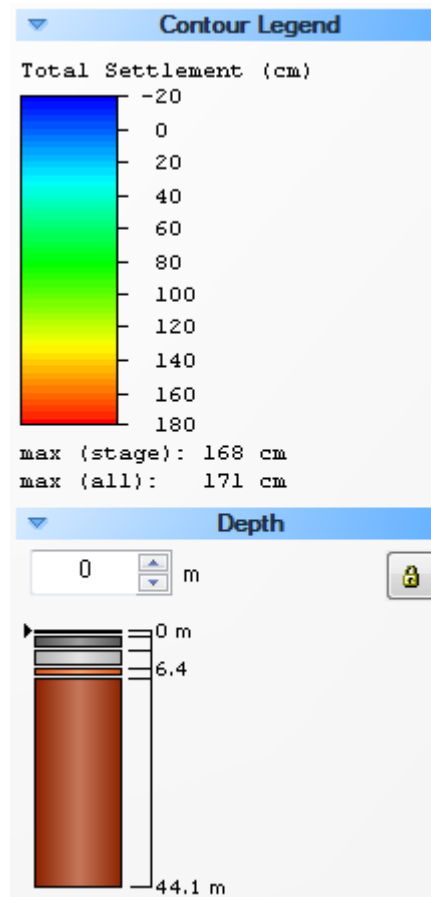 Contour Legend
Total Settlement (cm)
-20
0
20
40
60
80
100
120
140
160
180
max (stage): 168 cm
max (all): 171 cm
Depth
0 m
0 m
6.4
44.1 m